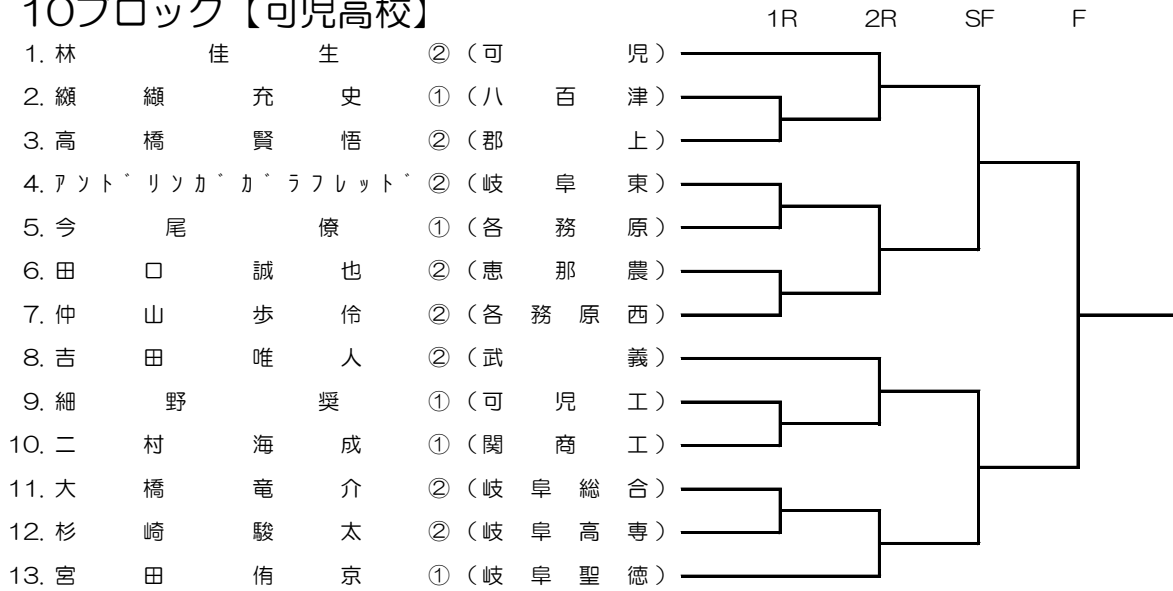 10ブロック【可児高校】
1R 2R SF F
1. 林 佳 生 ② (可 児)
2. 纐 纈 充 史 ① (八 百 津)
3. 高 橋 賢 悟 ② (郡 上)
4. アンドリンガガラフレッド ② (岐 阜 東)
5. 今 尾 僚 ① (各 務 原)
6. 田 口 誠 也 ② (恵 那 農)
7. 仲 山 歩 伶 ② (各 務 原 西)
8. 吉 田 唯 人 ② (武 義)
9. 細 野 奨 ① (可 児 工)
10. 二 村 海 成 ① (関 商 工)
11. 大 橋 竜 介 ② (岐 阜 総 合)
12. 杉 崎 駿 太 ② (岐 阜 高 専)
13. 宮 田 侑 京 ① (岐 阜 聖 徳)